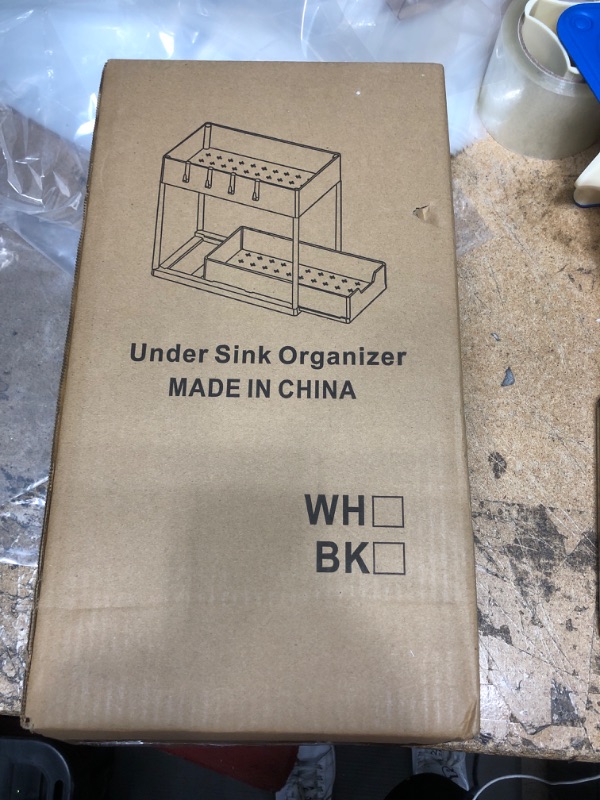 Under Sink Organizer
MADE IN CHINA
WH☐
BK☐